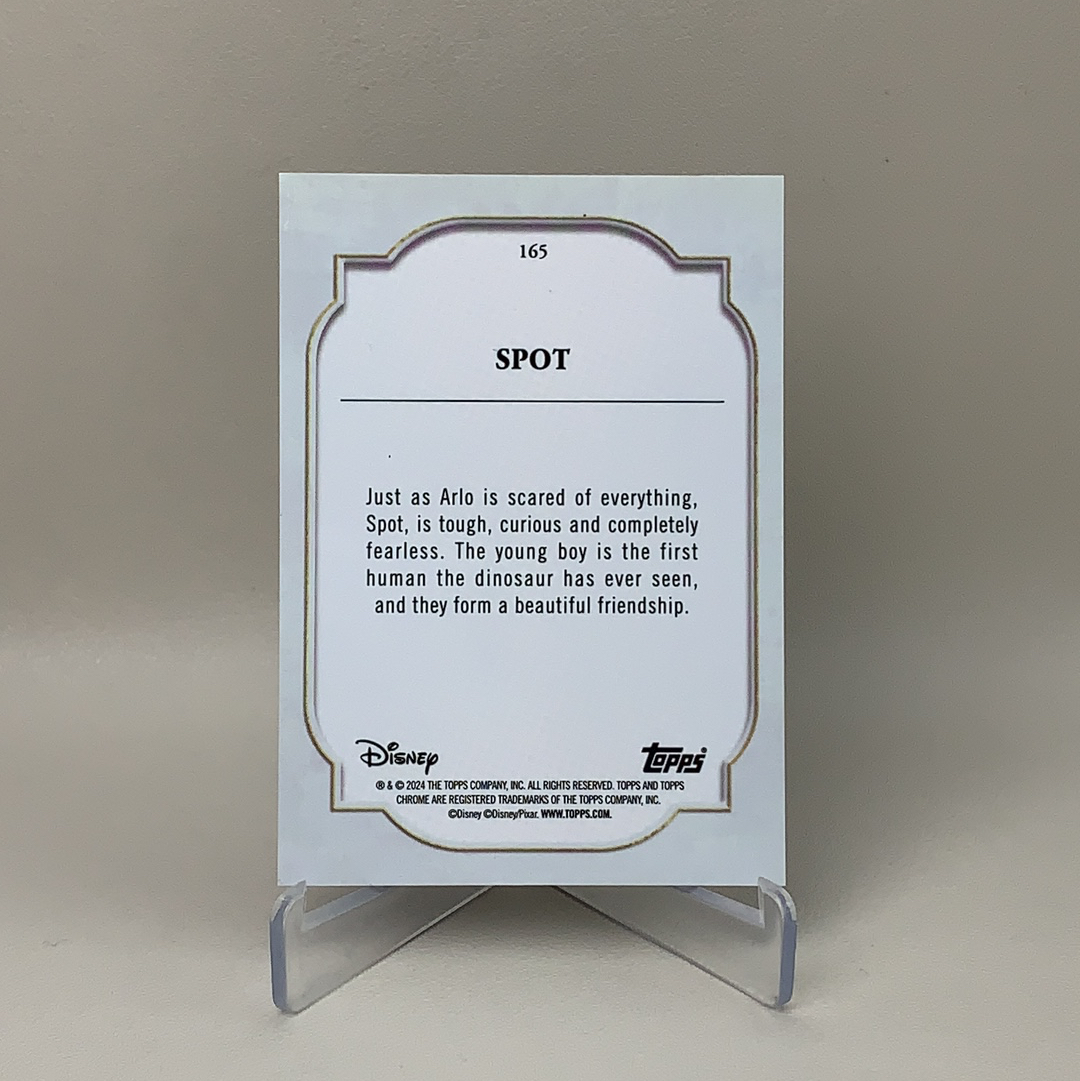 165
SPOT
Just as Arlo is scared of everything,
Spot, is tough, curious and completely
fearless. The young boy is the first
human the dinosaur has ever seen,
and they form a beautiful friendship.
Disney topps
® & © 2024 THE TOPPS COMPANY, INC. ALL RIGHTS RESERVED. TOPPS AND TOPPS
CHROME ARE REGISTERED TRADEMARKS OF THE TOPPS COMPANY, INC.
©Disney ©Disney/Pixar. WWW.TOPPS.COM.